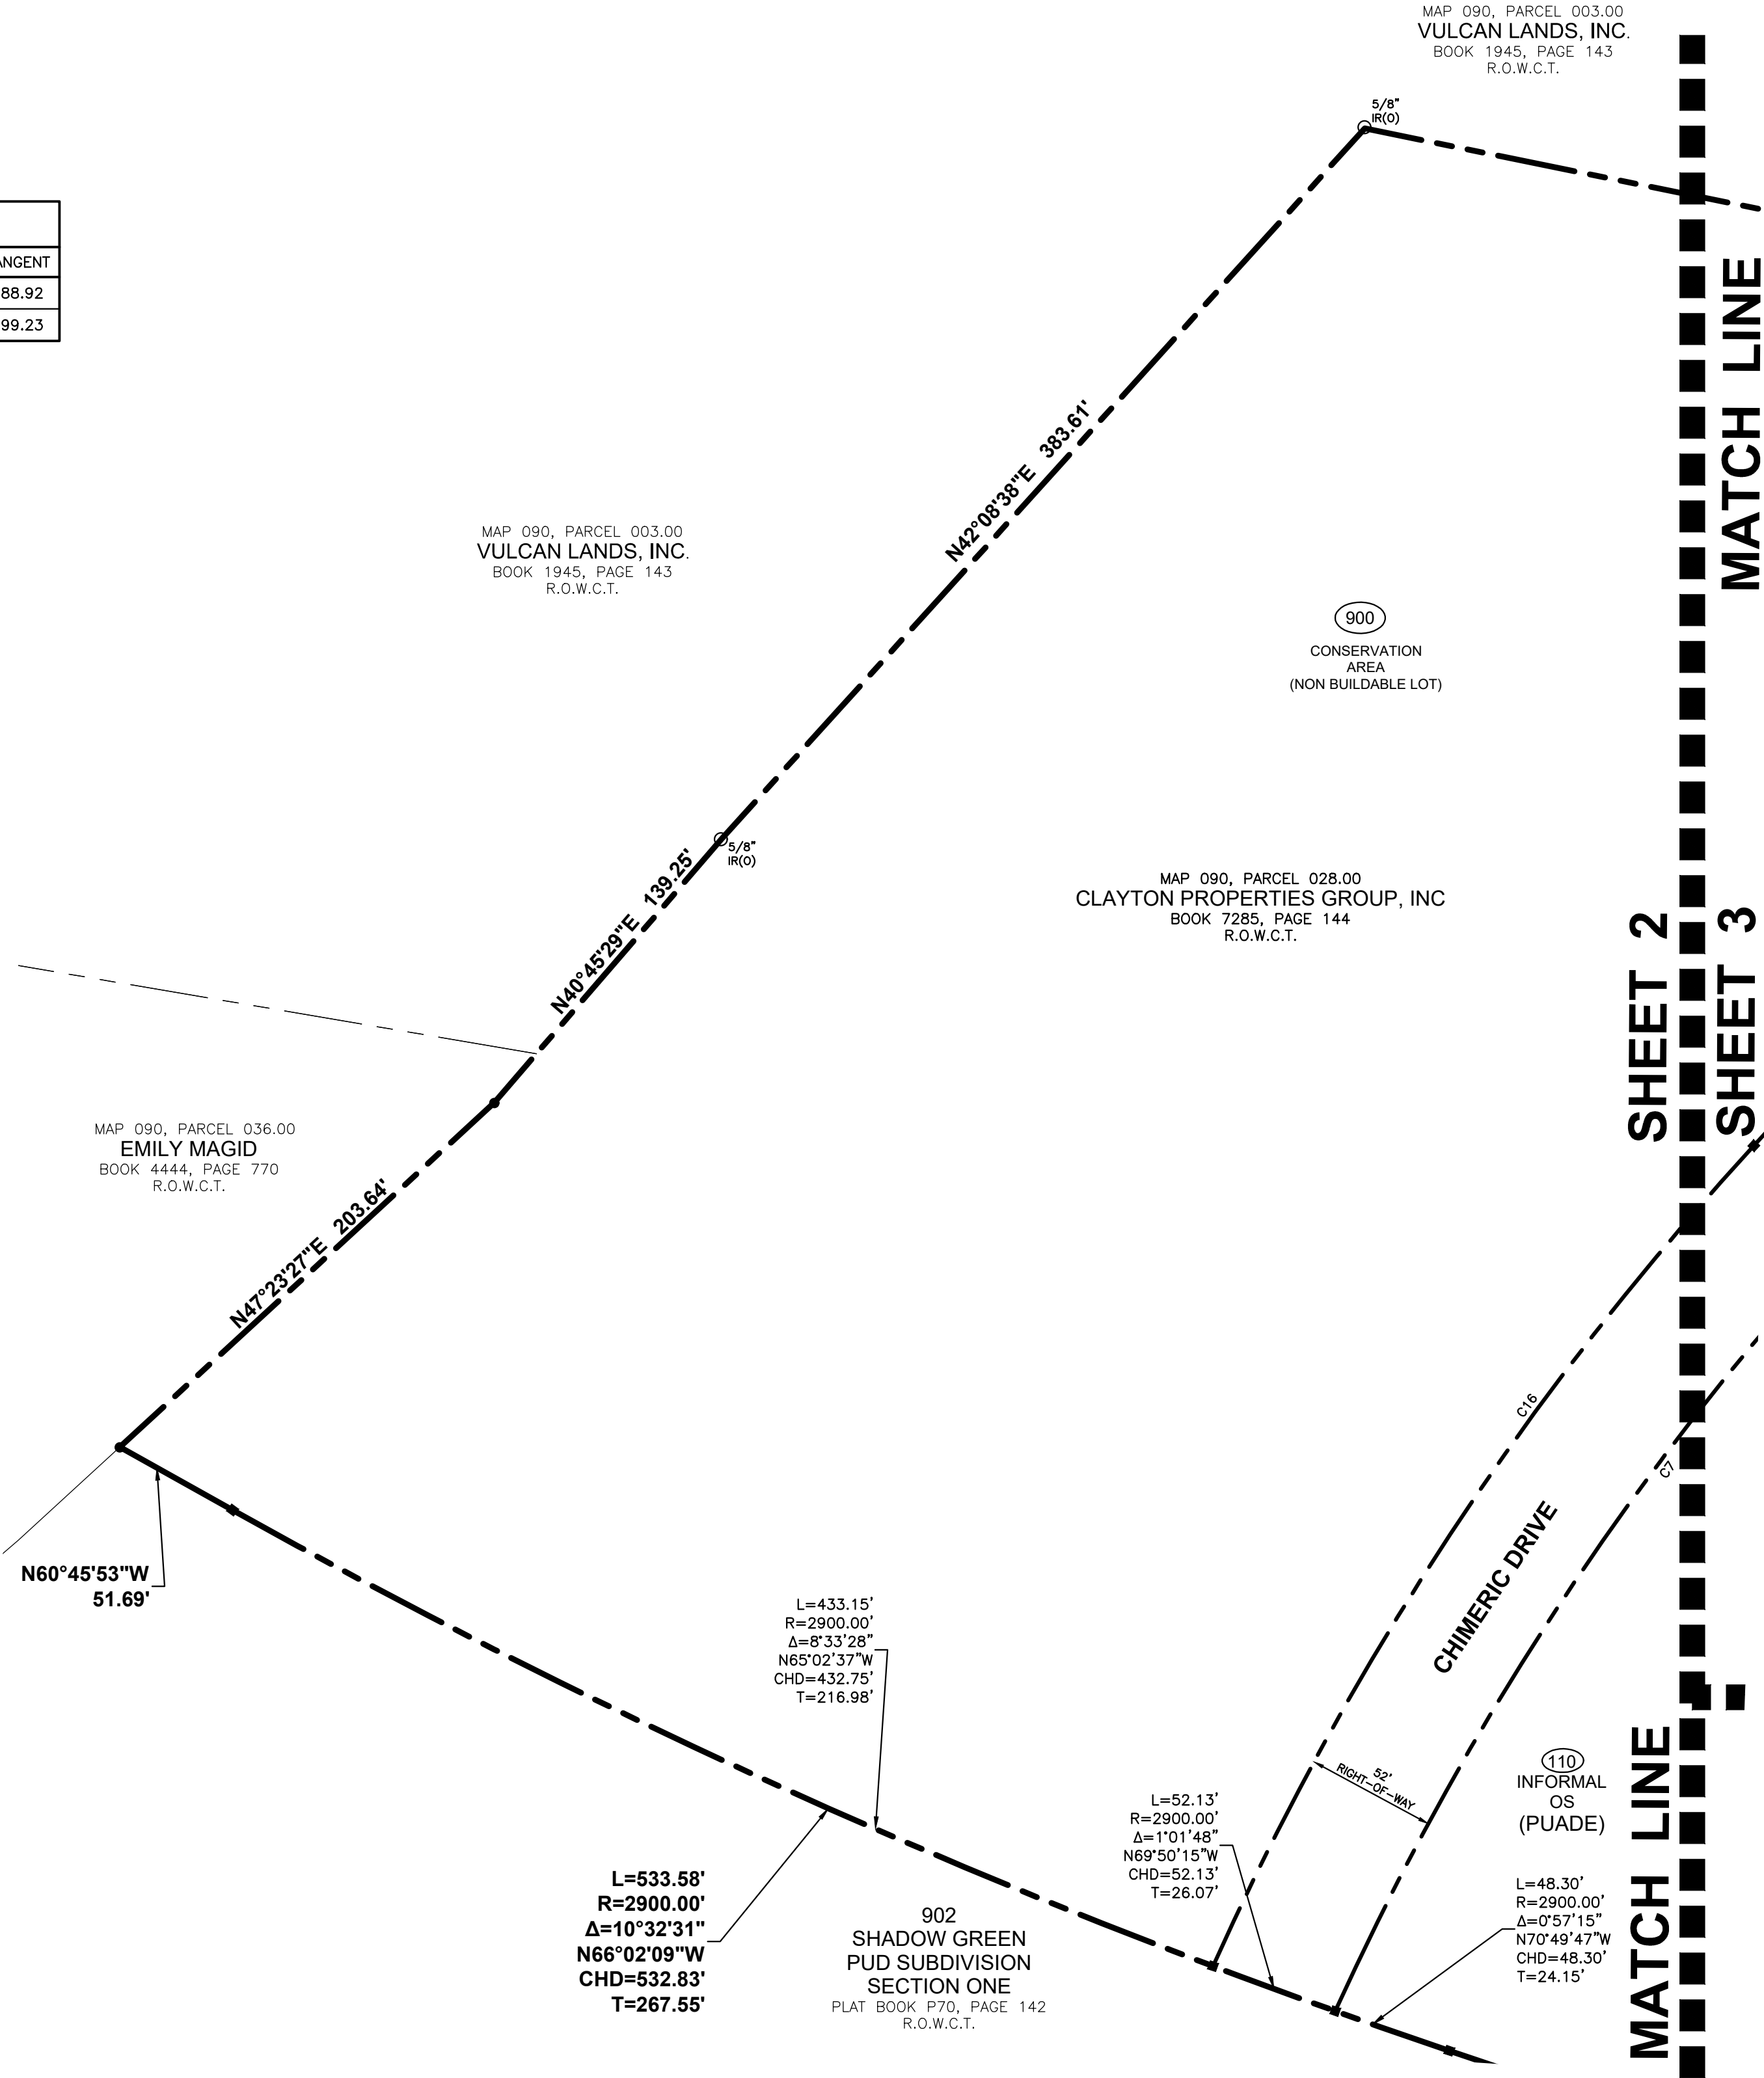 MAP 090, PARCEL 003.00
VULCAN LANDS, INC.
BOOK 1945, PAGE 143
R.O.W.C.T.
5/8"
IR(O)
ANGENT
88.92
99.23
MATCH LINE
N42°08'38"E 383.61'
MAP 090, PARCEL 003.00
VULCAN LANDS, INC.
BOOK 1945, PAGE 143
R.O.W.C.T.
900
CONSERVATION
AREA
(NON BUILDABLE LOT)
5/8"
IR(O)
N40°45'29"E 139.25'
MAP 090, PARCEL 028.00
CLAYTON PROPERTIES GROUP, INC
BOOK 7285, PAGE 144
R.O.W.C.T.
SHEET 2
SHEET 3
MAP 090, PARCEL 036.00
EMILY MAGID
BOOK 4444, PAGE 770
R.O.W.C.T.
N47°23'27"E 203.64'
C16
C7
CHIMERIC DRIVE
N60°45'53"W
51.69'
L=433.15'
R=2900.00'
Δ=8°33'28"
N65°02'37"W
CHD=432.75'
T=216.98'
52'
RIGHT-OF-WAY
110
INFORMAL
OS
(PUADE)
MATCH LINE
L=52.13'
R=2900.00'
Δ=1°01'48"
N69°50'15"W
CHD=52.13'
T=26.07'
L=533.58'
R=2900.00'
Δ=10°32'31"
N66°02'09"W
CHD=532.83'
T=267.55'
902
SHADOW GREEN
PUD SUBDIVISION
SECTION ONE
PLAT BOOK P70, PAGE 142
R.O.W.C.T.
L=48.30'
R=2900.00'
Δ=0°57'15"
N70°49'47"W
CHD=48.30'
T=24.15'